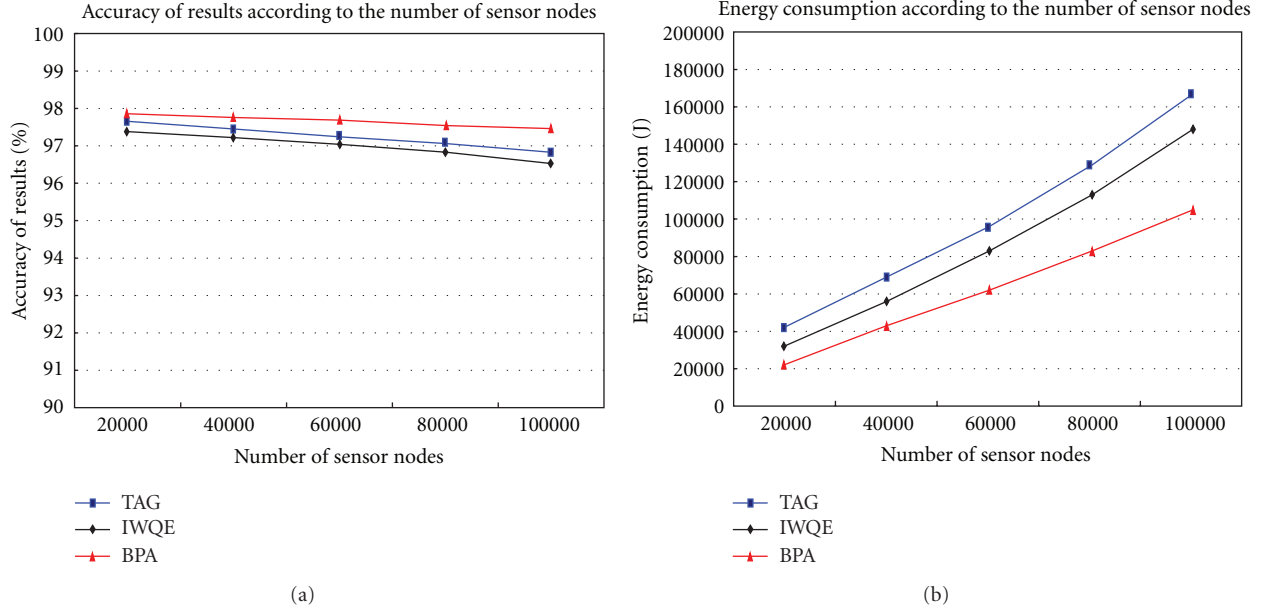 Accuracy of results according to the number of sensor nodes
100
99
98
97
96
95
94
93
92
91
90
Accuracy of results (%)
20000 40000 60000 80000 100000
Number of sensor nodes
TAG
IWQE
BPA
(a)
Energy consumption according to the number of sensor nodes
200000
180000
160000
140000
120000
100000
80000
60000
40000
20000
0
Energy consumption (J)
20000 40000 60000 80000 100000
Number of sensor nodes
TAG
IWQE
BPA
(b)